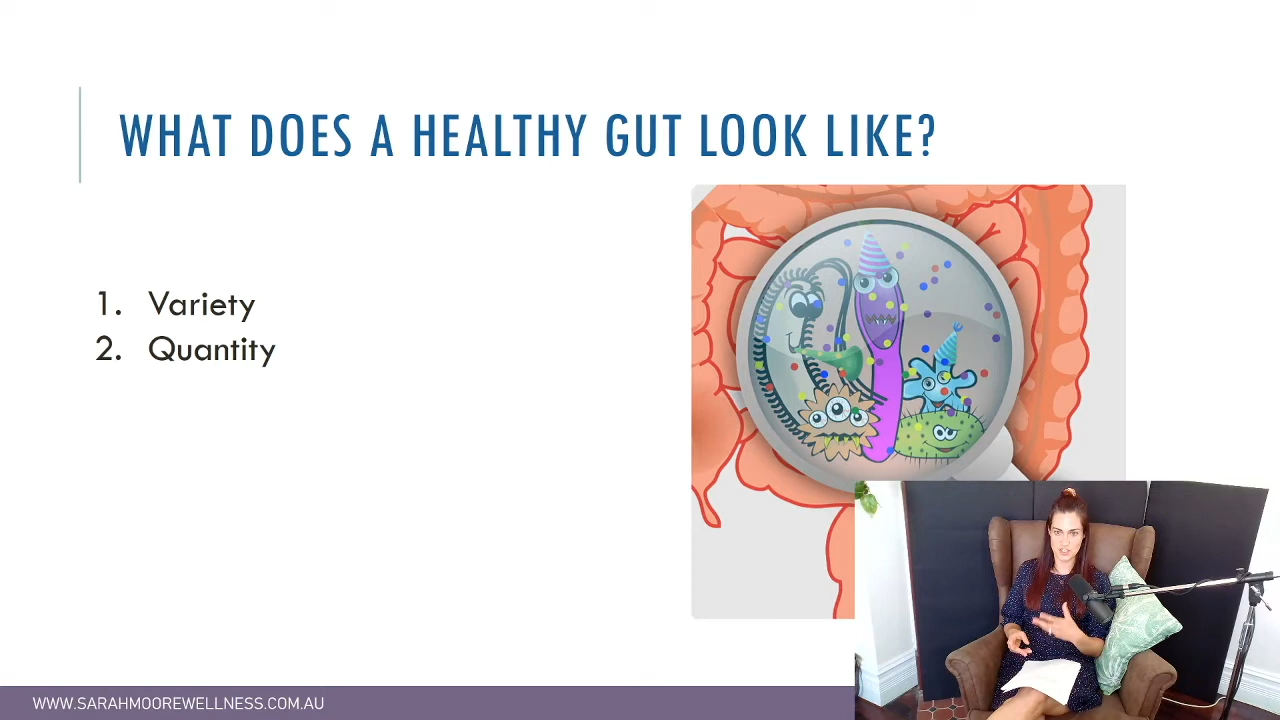 WHAT DOES A HEALTHY GUT LOOK LIKE?
1. Variety
2. Quantity
WWW.SARAHMOOREWELLNESS.COM.AU